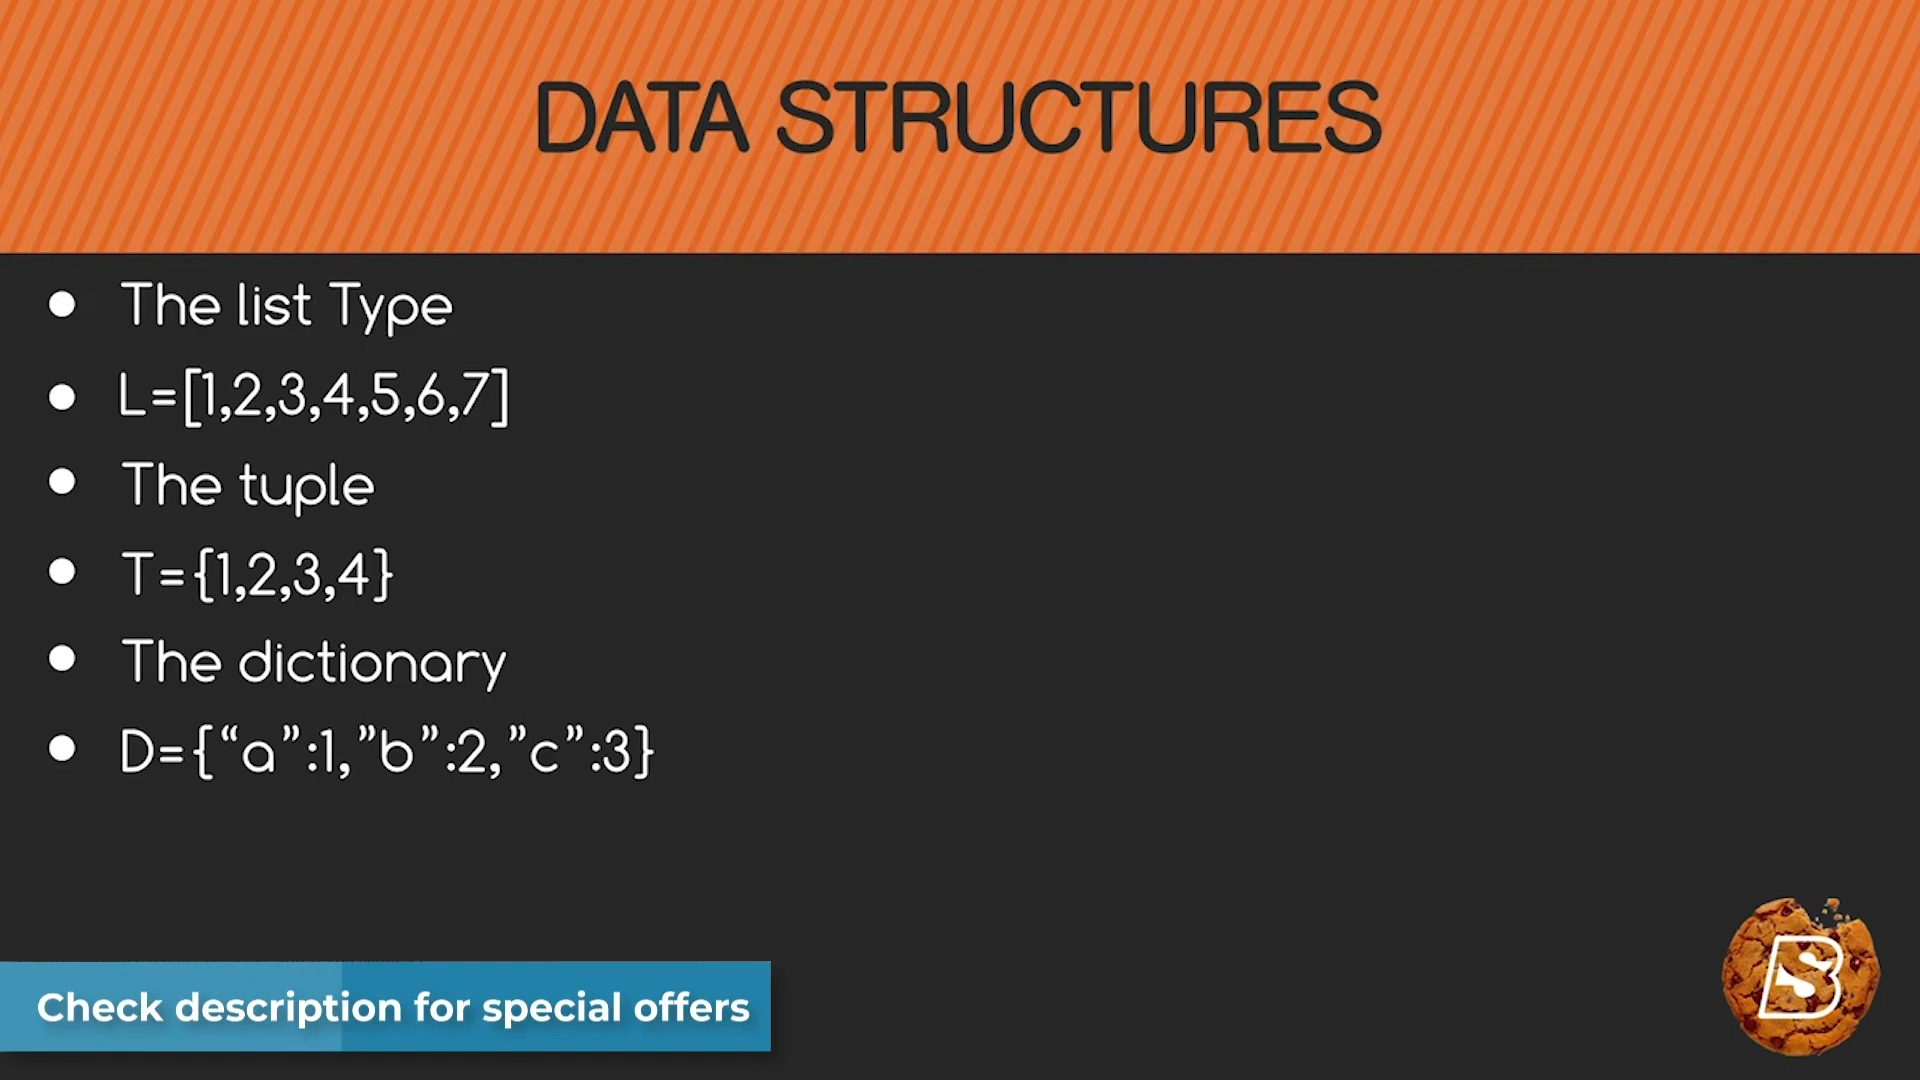 DATA STRUCTURES
The list Type
L=[1,2,3,4,5,6,7]
The tuple
T={1,2,3,4}
The dictionary
D={“a”:1,”b”:2,”c”:3}
Check description for special offers
BS